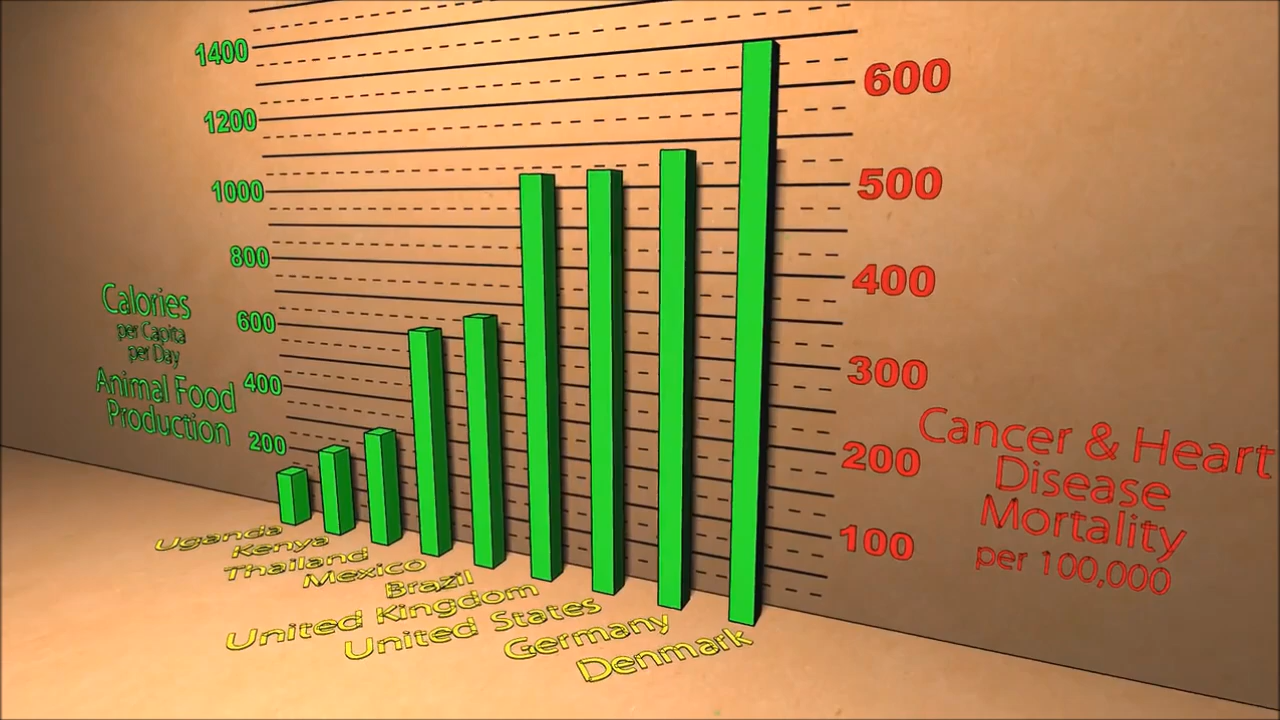 1400
1200
1000
800
600
400
200
Calories
per Capita
per Day
Animal Food
Production
600
500
400
300
200
100
Cancer & Heart
Disease
Mortality
per 100,000
Uganda
Kenya
Thailand
Mexico
Brazil
United Kingdom
United States
Germany
Denmark